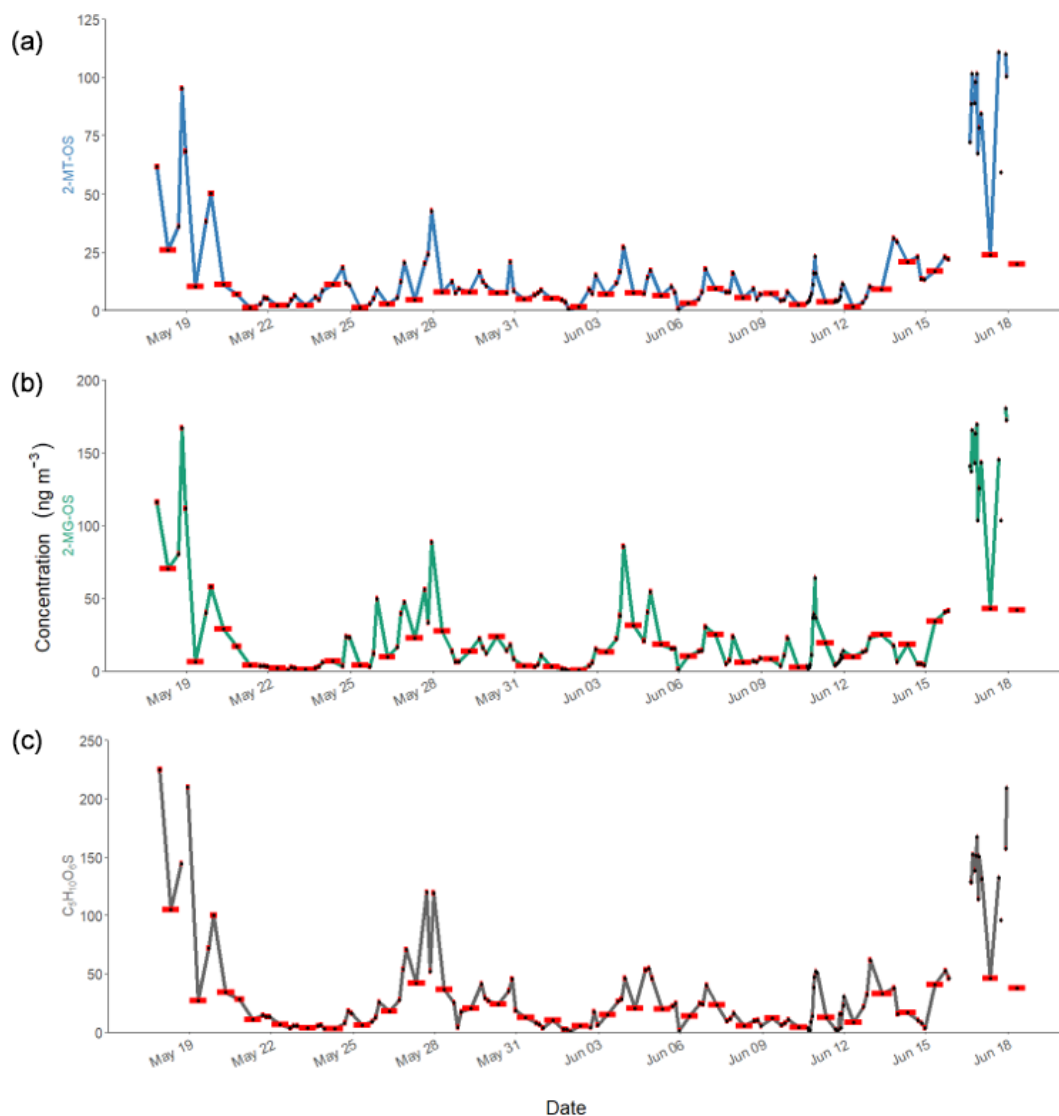 (a)
125
100
75
50
25
0
2-MT-OS
May 19
May 22
May 25
May 28
May 31
Jun 03
Jun 06
Jun 09
Jun 12
Jun 15
Jun 18
(b)
200
150
100
50
0
Concentration (ng m⁻³)
2-MG-OS
May 19
May 22
May 25
May 28
May 31
Jun 03
Jun 06
Jun 09
Jun 12
Jun 15
Jun 18
(c)
250
200
150
100
50
0
C₅H₁₀O₆S
May 19
May 22
May 25
May 28
May 31
Jun 03
Jun 06
Jun 09
Jun 12
Jun 15
Jun 18
Date